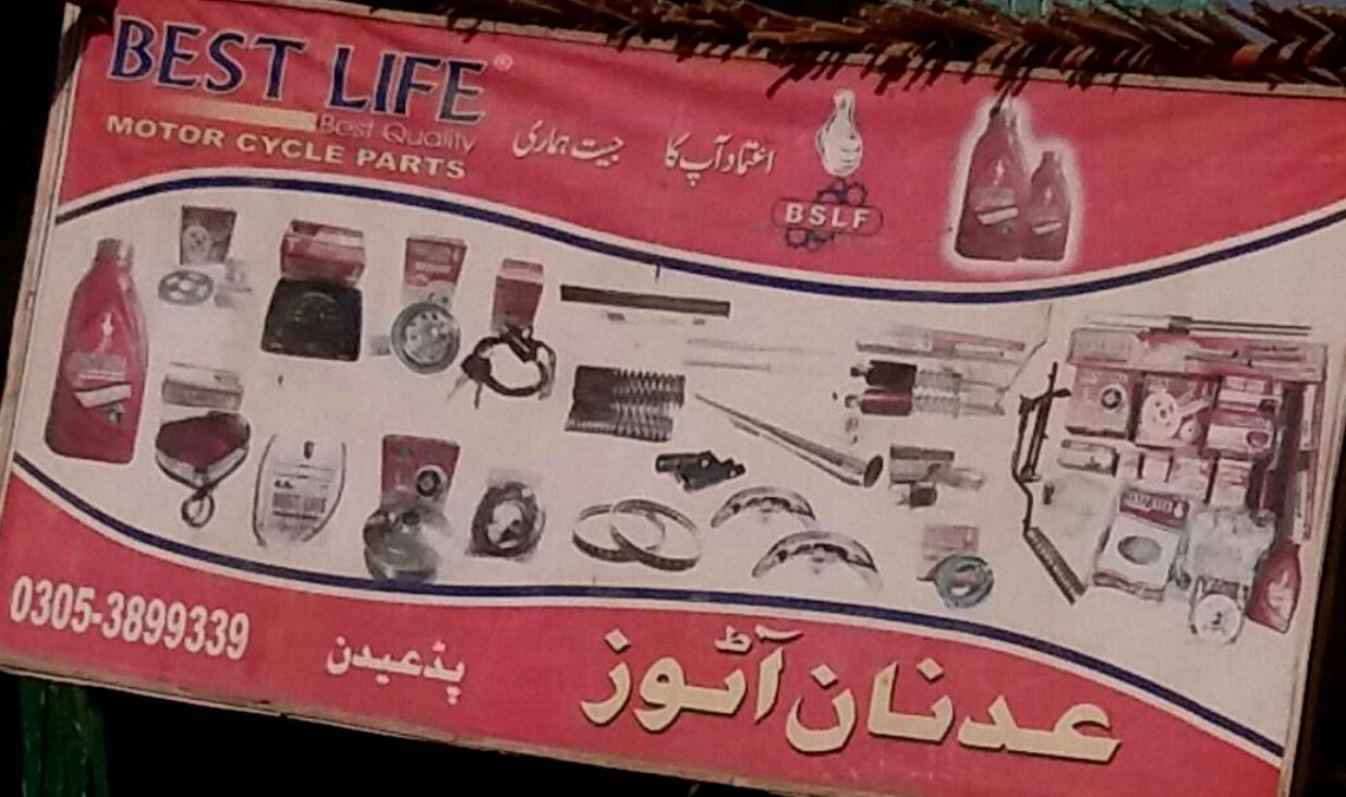 BEST LIFE®
Best Quality
MOTOR CYCLE PARTS
اعتماد آپ کا جیت ہماری
BSLF
عدنان آٹوز
پڈعیدن
0305-3899339